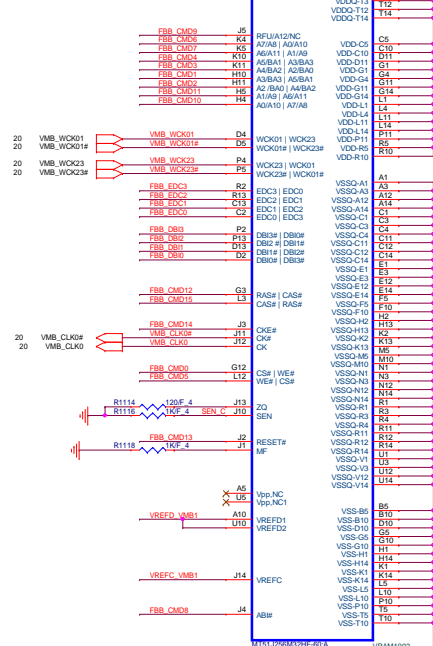 VDDQ-T3
VDDQ-T12 T12
VDDQ-T14 T14
FBB_CMD9 J5 RFU/A12/NC
FBB_CMD6 K4 A7/A8 | A0/A10 VDD-C5 C5
FBB_CMD7 K5 A6/A11 | A1/A9 VDD-C10 C10
FBB_CMD4 K10 A5/BA1 | A3/BA3 VDD-D11 D11
FBB_CMD3 K11 A4/BA2 | A2/BA0 VDD-G1 G1
FBB_CMD1 H10 A3/BA3 | A5/BA1 VDD-G4 G4
FBB_CMD2 H11 A2 /BA0 | A4/BA2 VDD-G11 G11
FBB_CMD11 H5 A1/A9 | A6/A11 VDD-G14 G14
FBB_CMD10 H4 A0/A10 | A7/A8 VDD-L1 L1
VDD-L4 L4
VDD-L11 L11
VDD-L14 L14
20 VMB_WCK01 VMB_WCK01 D4 WCK01 | WCK23 VDD-P11 P11
20 VMB_WCK01# VMB_WCK01# D5 WCK01# | WCK23# VDD-R5 R5
VDD-R10 R10
20 VMB_WCK23 VMB_WCK23 P4 WCK23 | WCK01
20 VMB_WCK23# VMB_WCK23# P5 WCK23# | WCK01#
VSSQ-A1 A1
FBB_EDC3 R2 EDC3 | EDC0 VSSQ-A3 A3
FBB_EDC2 R13 EDC2 | EDC1 VSSQ-A12 A12
FBB_EDC1 C13 EDC1 | EDC2 VSSQ-A14 A14
FBB_EDC0 C2 EDC0 | EDC3 VSSQ-C1 C1
VSSQ-C3 C3
FBB_DBI3 P2 DBI3# | DBI0# VSSQ-C4 C4
FBB_DBI2 P13 DBI2 # | DBI1# VSSQ-C11 C11
FBB_DBI1 D13 DBI1# | DBI2# VSSQ-C12 C12
FBB_DBI0 D2 DBI0# | DBI3# VSSQ-C14 C14
VSSQ-E1 E1
VSSQ-E3 E3
VSSQ-E12 E12
FBB_CMD12 G3 RAS# | CAS# VSSQ-E14 E14
FBB_CMD15 L3 CAS# | RAS# VSSQ-F5 F5
VSSQ-F10 F10
VSSQ-H2 H2
FBB_CMD14 J3 CKE# VSSQ-H13 H13
20 VMB_CLK0# VMB_CLK0# J11 CK# VSSQ-K2 K2
20 VMB_CLK0 VMB_CLK0 J12 CK VSSQ-K13 K13
VSSQ-M5 M5
VSSQ-M10 M10
FBB_CMD0 G12 CS# | WE# VSSQ-N1 N1
FBB_CMD5 L12 WE# | CS# VSSQ-N3 N3
VSSQ-N12 N12
VSSQ-N14 N14
R1114 120/F_4 J13 ZQ VSSQ-R1 R1
R1116 1K/F_4 SEN_C J10 SEN VSSQ-R3 R3
VSSQ-R4 R4
VSSQ-R11 R11
FBB_CMD13 J2 RESET# VSSQ-R12 R12
R1118 1K/F_4 J1 MF VSSQ-R14 R14
VSSQ-V1 U1
VSSQ-V3 U3
VSSQ-V12 U12
VSSQ-V14 U14
A5 Vpp,NC
U5 Vpp,NC1
VSS-B5 B5
VREFD_VMB1 A10 VREFD1 VSS-B10 B10
U10 VREFD2 VSS-D10 D10
VSS-G5 G5
VSS-G10 G10
VSS-H1 H1
VSS-H14 H14
VSS-K1 K1
VREFC_VMB1 J14 VREFC VSS-K14 K14
VSS-L5 L5
VSS-L10 L10
VSS-P10 P10
FBB_CMD8 J4 ABI# VSS-T5 T5
VSS-T10 T10
MT51J256M32HF-60:A